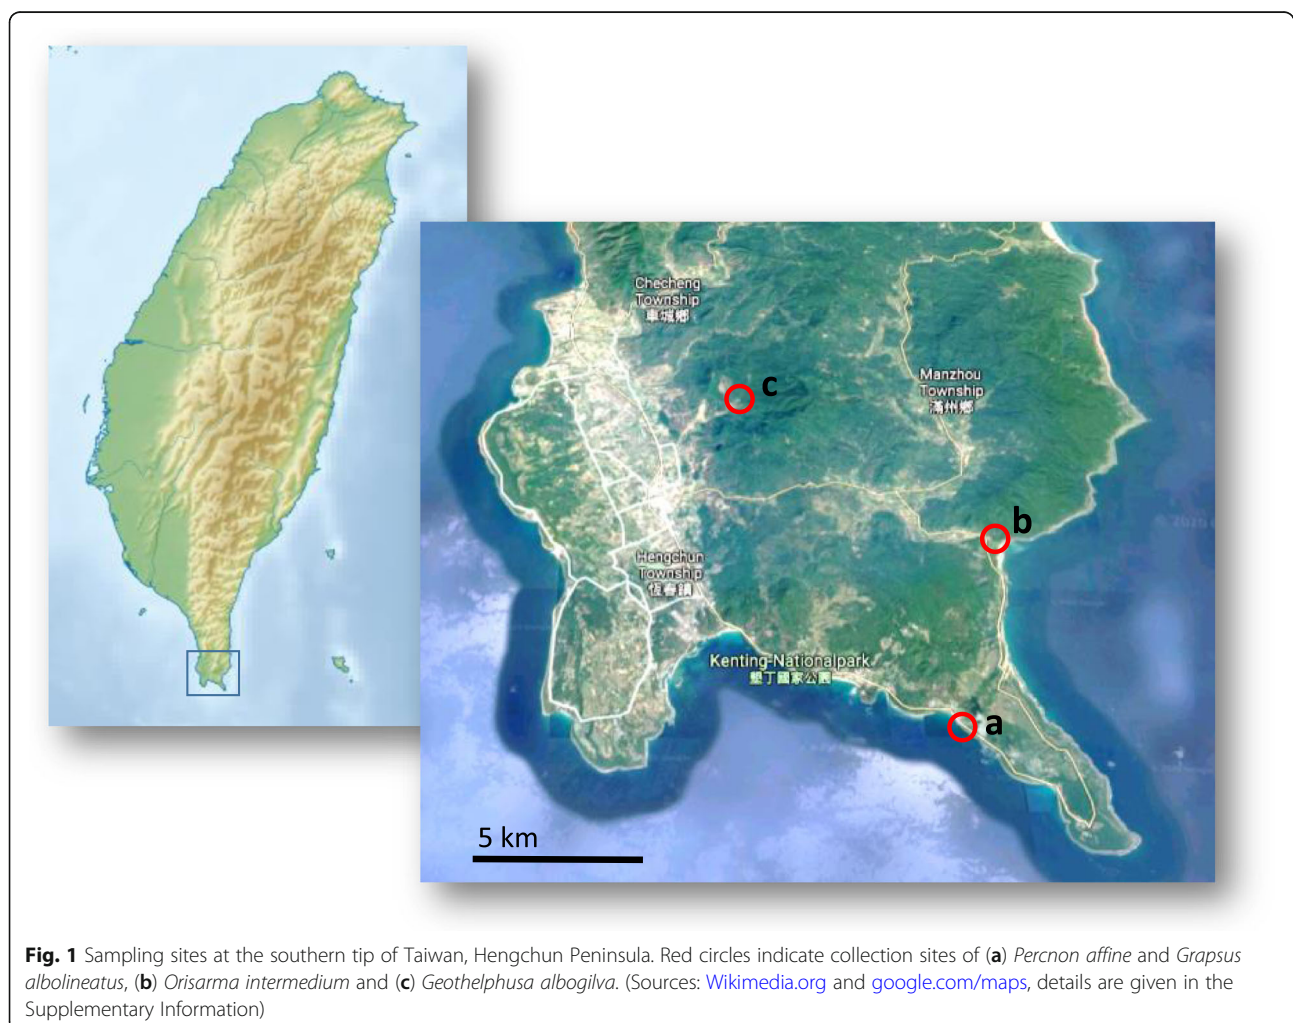 Checheng
Township
車城鄉
c
Manzhou
Township
滿州鄉
b
Hengchun
Township
恆春鎮
Kenting-Nationalpark
墾丁國家公園
a
5 km
Fig. 1 Sampling sites at the southern tip of Taiwan, Hengchun Peninsula. Red circles indicate collection sites of (a) Percnon affine and Grapsus
albolineatus, (b) Orisarma intermedium and (c) Geothelphusa albogilva. (Sources: Wikimedia.org and google.com/maps, details are given in the
Supplementary Information)